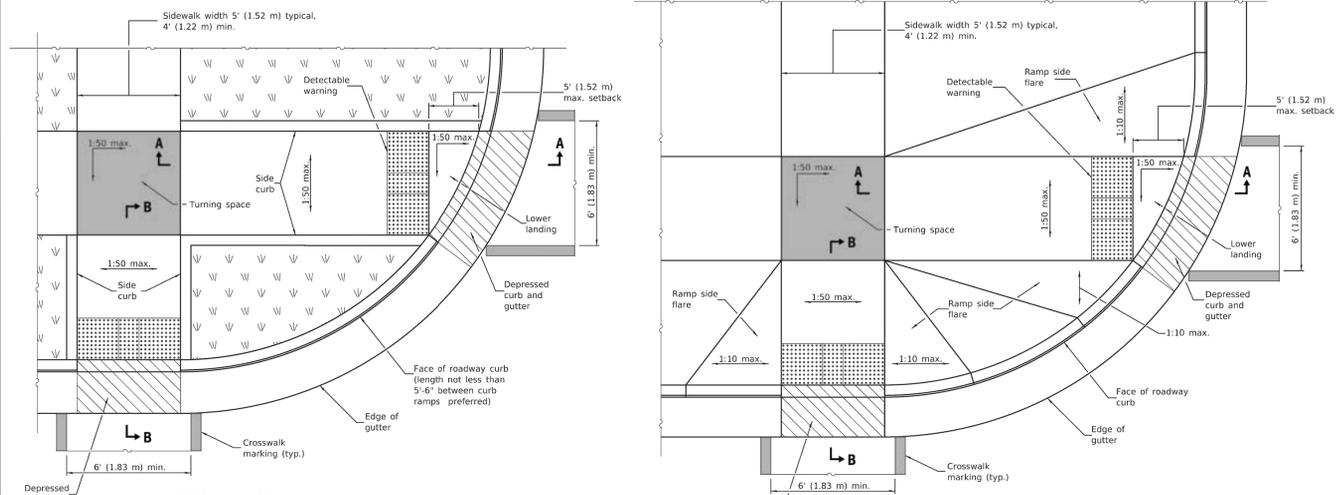 Sidewalk width 5' (1.52 m) typical,
4' (1.22 m) min.
Detectable
warning
5' (1.52 m)
max. setback
1:50 max.
A
B
Turning space
Side
curb
1:50 max.
1:50 max.
A
6' (1.83 m) min.
Lower
landing
1:50 max.
Side
curb
Depressed
curb and
gutter
Face of roadway curb
(length not less than
5'-6" between curb
ramps preferred)
Edge of
gutter
B
Crosswalk
marking (typ.)
6' (1.83 m) min.
Depressed
Sidewalk width 5' (1.52 m) typical,
4' (1.22 m) min.
Detectable
warning
Ramp side
flare
1:10 max.
5' (1.52 m)
max. setback
1:50 max.
A
B
Turning space
1:50 max.
1:50 max.
A
6' (1.83 m) min.
Lower
landing
Ramp side
flare
1:50 max.
Ramp side
flare
Depressed
curb and
gutter
1:10 max.
1:10 max.
1:10 max.
Face of roadway
curb
Edge of
gutter
B
Crosswalk
marking (typ.)
6' (1.83 m) min.